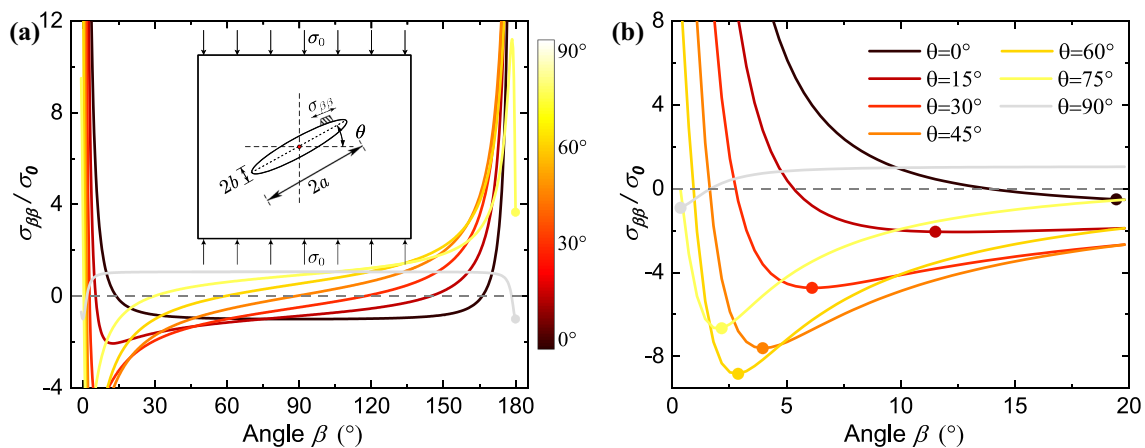 (a)
12
8
4
0
-4
σββ / σ0
0 30 60 90 120 150 180
Angle β (°)
σ0
σββ
θ
2b
2a
σ0
90°
60°
30°
0°
(b)
8
4
0
-4
-8
σββ / σ0
0 5 10 15 20
Angle β (°)
θ=0°
θ=15°
θ=30°
θ=45°
θ=60°
θ=75°
θ=90°